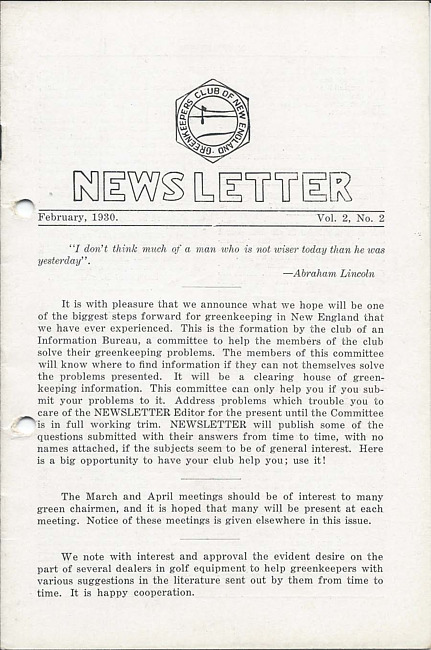 GREENKEEPERS CLUB OF NEW ENGLAND
NEWSLETTER
February, 1930. Vol. 2, No. 2
"I don't think much of a man who is not wiser today than he was
yesterday".
—Abraham Lincoln
It is with pleasure that we announce what we hope will be one
of the biggest steps forward for greenkeeping in New England that
we have ever experienced. This is the formation by the club of an
Information Bureau, a committee to help the members of the club
solve their greenkeeping problems. The members of this committee
will know where to find information if they can not themselves solve
the problems presented. It will be a clearing house of green-
keeping information. This committee can only help if you sub-
mit your problems to it. Address problems which trouble you to
care of the NEWSLETTER Editor for the present until the Committee
is in full working trim. NEWSLETTER will publish some of the
questions submitted with their answers from time to time, with no
names attached, if the subjects seem to be of general interest. Here
is a big opportunity to have your club help you; use it!
The March and April meetings should be of interest to many
green chairmen, and it is hoped that many will be present at each
meeting. Notice of these meetings is given elsewhere in this issue.
We note with interest and approval the evident desire on the
part of several dealers in golf equipment to help greenkeepers with
various suggestions in the literature sent out by them from time to
time. It is happy cooperation.